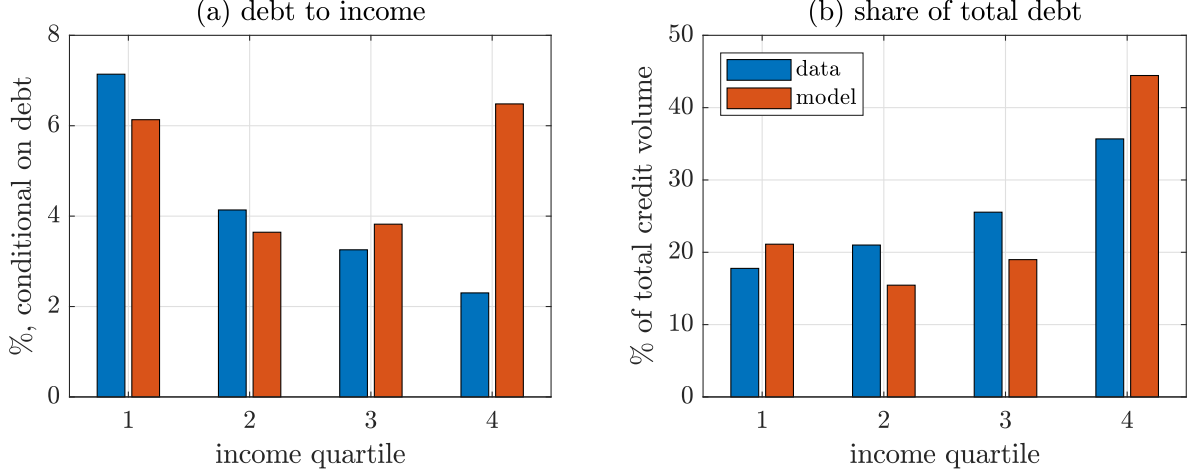 (a) debt to income
8
6
4
2
0
%, conditional on debt
1 2 3 4
income quartile
(b) share of total debt
50
40
30
20
10
0
% of total credit volume
data
model
1 2 3 4
income quartile